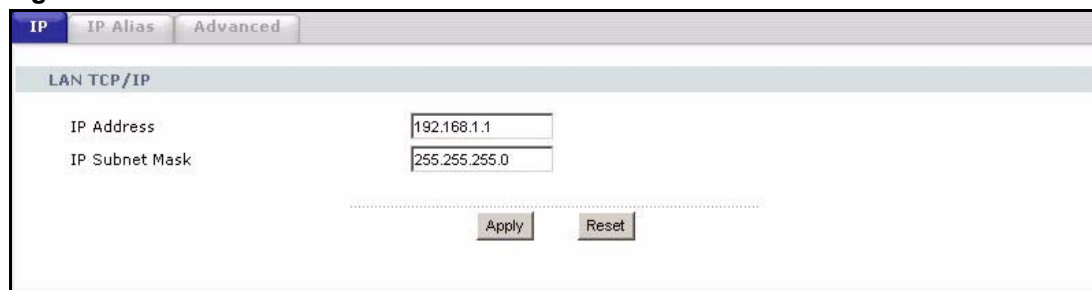 IP IP Alias Advanced
LAN TCP/IP
IP Address 192.168.1.1
IP Subnet Mask 255.255.255.0
Apply Reset